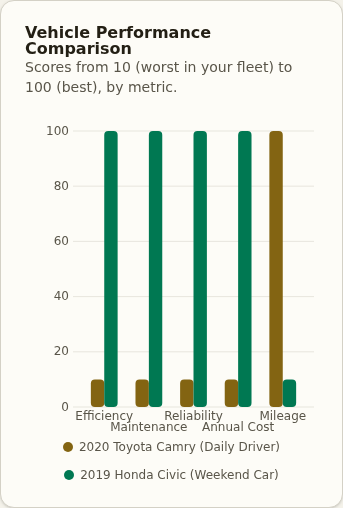 Vehicle Performance
Comparison
Scores from 10 (worst in your fleet) to
100 (best), by metric.
100
80
60
40
20
0
Efficiency
Maintenance
Reliability
Annual Cost
Mileage
2020 Toyota Camry (Daily Driver)
2019 Honda Civic (Weekend Car)